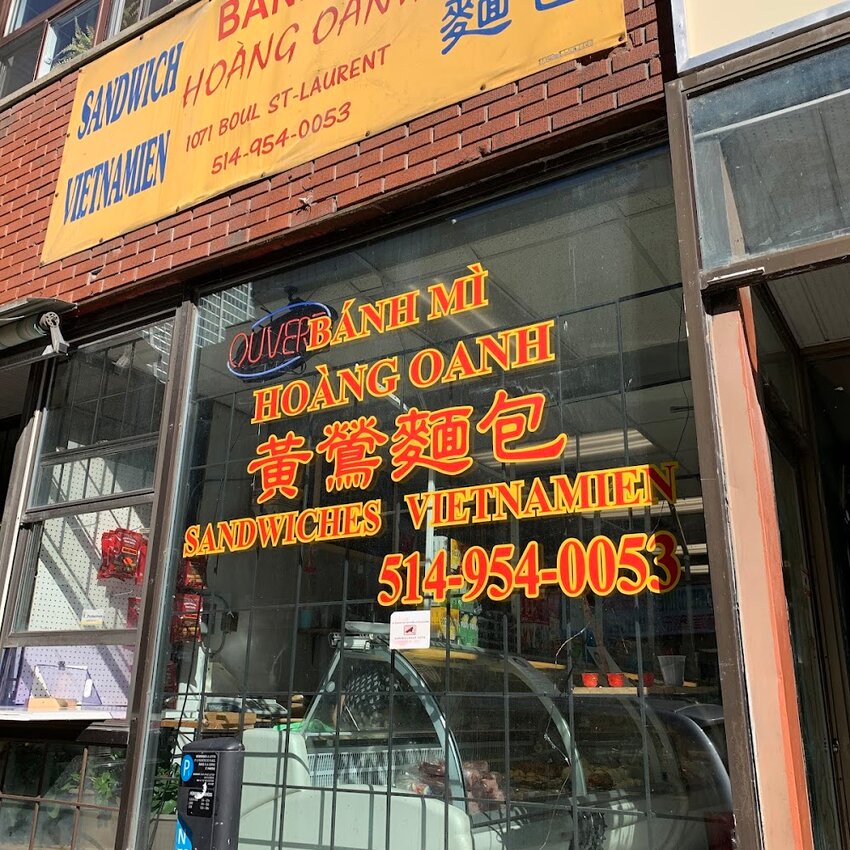 SANDWICH
VIETNAMIEN
HOÀNG OANH
1071 BOUL ST-LAURENT
514-954-0053
麵包
OUVERT
BÁNH MÌ
HOÀNG OANH
黃鶯麵包
SANDWICHES VIETNAMIEN
514-954-0053
P